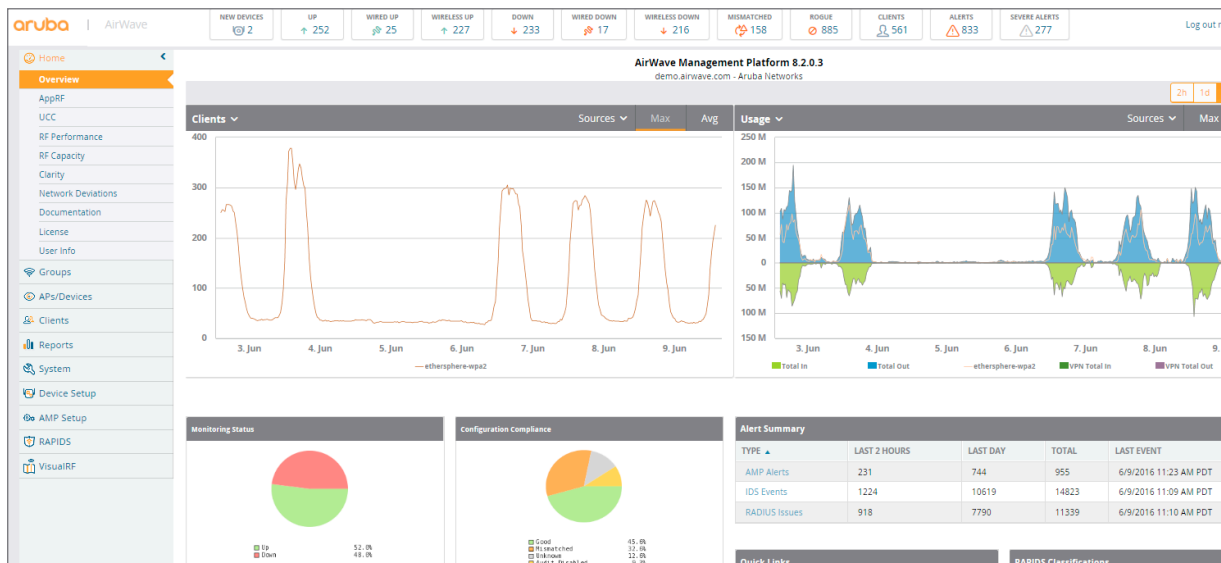 aruba | AirWave
NEW DEVICES UP WIRED UP WIRELESS UP DOWN WIRED DOWN WIRELESS DOWN MISMATCHED ROGUE CLIENTS ALERTS SEVERE ALERTS
2 252 25 227 233 17 216 158 885 561 833 277
Log out
Home
Overview
AppRF
UCC
RF Performance
RF Capacity
Clarity
Network Deviations
Documentation
License
User Info
Groups
APs/Devices
Clients
Reports
System
Device Setup
AMP Setup
RAPIDS
VisualRF
AirWave Management Platform 8.2.0.3
demo.airwave.com - Aruba Networks
2h 1d
Clients Sources Max Avg
400
300
200
100
0
3. Jun 4. Jun 5. Jun 6. Jun 7. Jun 8. Jun 9. Jun
ethersphere-wpa2
Usage Sources Max
250 M
200 M
150 M
100 M
50 M
0
50 M
100 M
150 M
3. Jun 4. Jun 5. Jun 6. Jun 7. Jun 8. Jun 9.
Total In Total Out ethersphere-wpa2 VPN Total In VPN Total Out
Monitoring Status
Up 52.0%
Down 48.0%
Configuration Compliance
Good 45.6%
Mismatched 32.6%
Unknown 12.6%
Audit Disabled
Alert Summary
TYPE LAST 2 HOURS LAST DAY TOTAL LAST EVENT
AMP Alerts 231 744 955 6/9/2016 11:23 AM PDT
IDS Events 1224 10619 14823 6/9/2016 11:09 AM PDT
RADIUS Issues 918 7790 11339 6/9/2016 11:10 AM PDT
Quick Links
RAPIDS Classifications